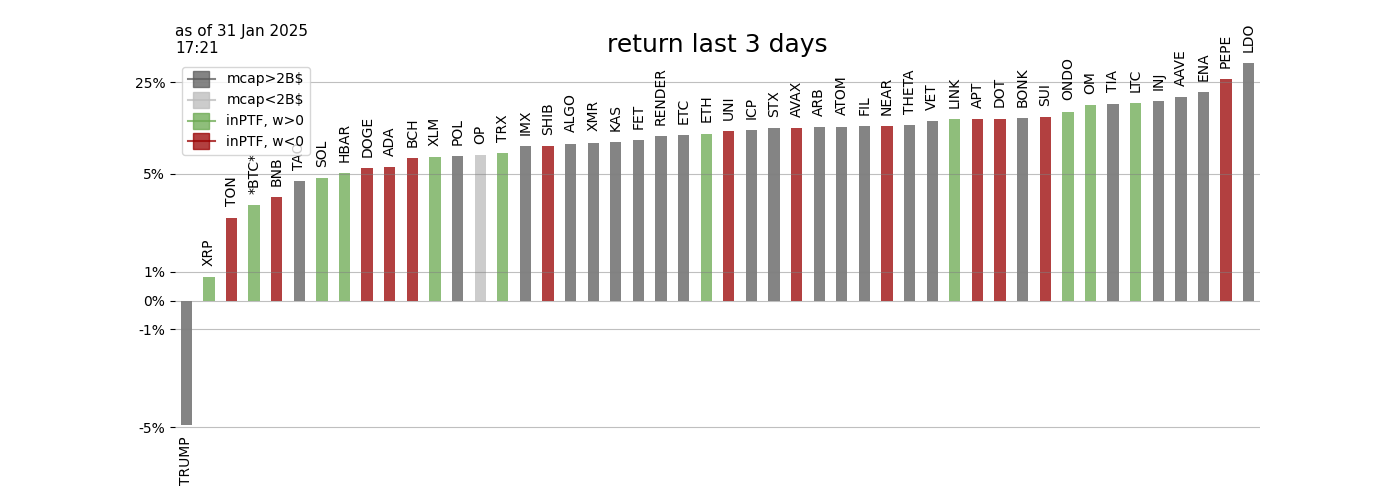 as of 31 Jan 2025
17:21
return last 3 days
mcap>2B$
mcap<2B$
inPTF, w>0
inPTF, w<0
25%
5%
1%
0%
-1%
-5%
TRUMP
XRP
TON
*BTC*
BNB
SOL
HBAR
DOGE
ADA
BCH
XLM
POL
OP
TRX
IMX
SHIB
ALGO
XMR
KAS
FET
RENDER
ETC
ETH
UNI
ICP
STX
AVAX
ARB
ATOM
FIL
NEAR
THETA
VET
LINK
APT
DOT
BONK
SUI
ONDO
OM
TIA
LTC
INJ
AAVE
ENA
PEPE
LDO